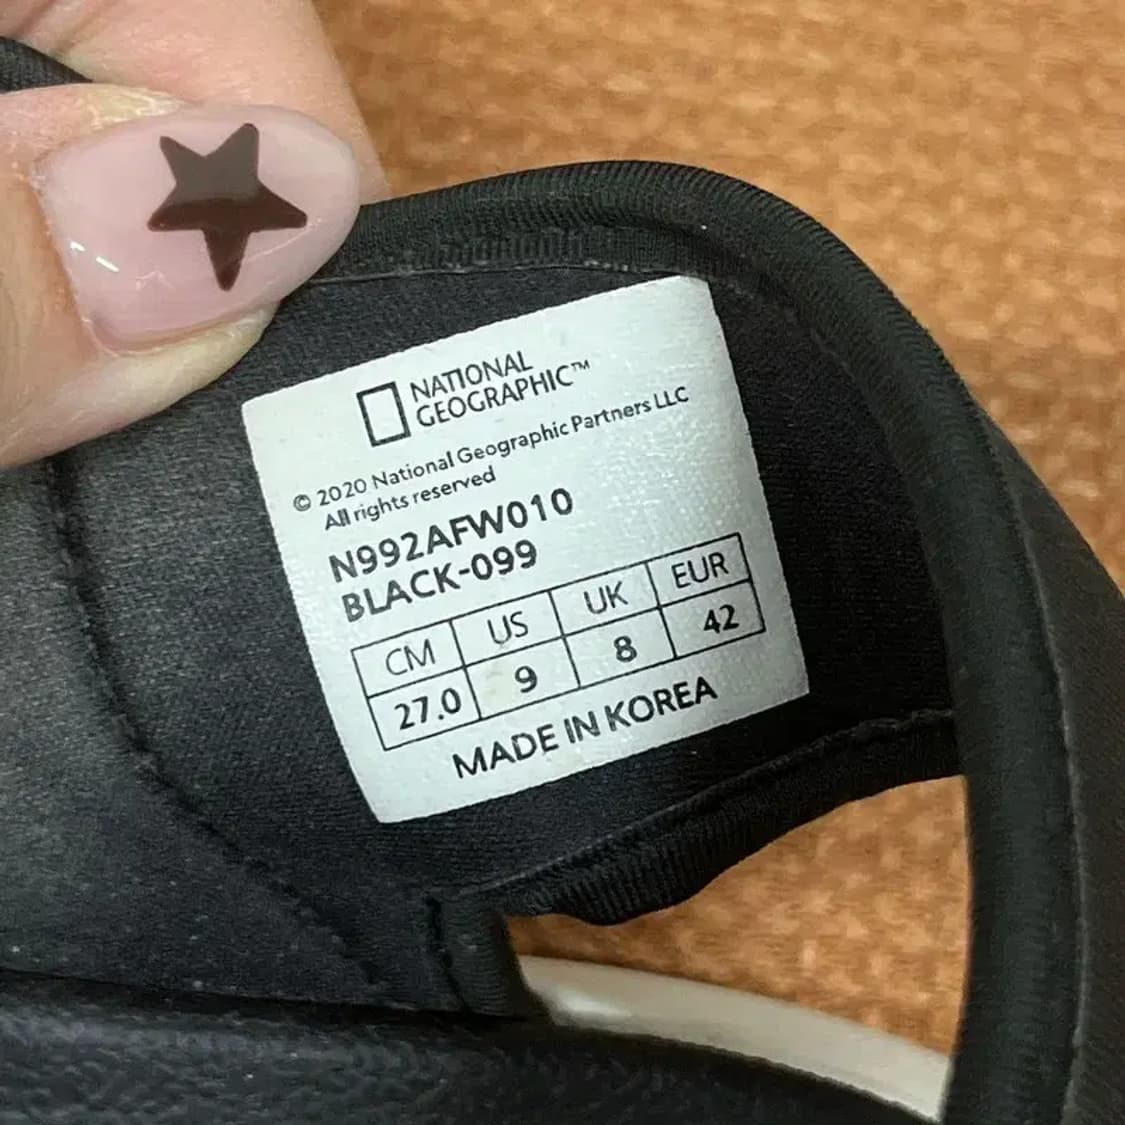 NATIONAL
GEOGRAPHIC™
© 2020 National Geographic Partners LLC
All rights reserved
N992AFW010
BLACK-099
CM US UK EUR
27.0 9 8 42
MADE IN KOREA